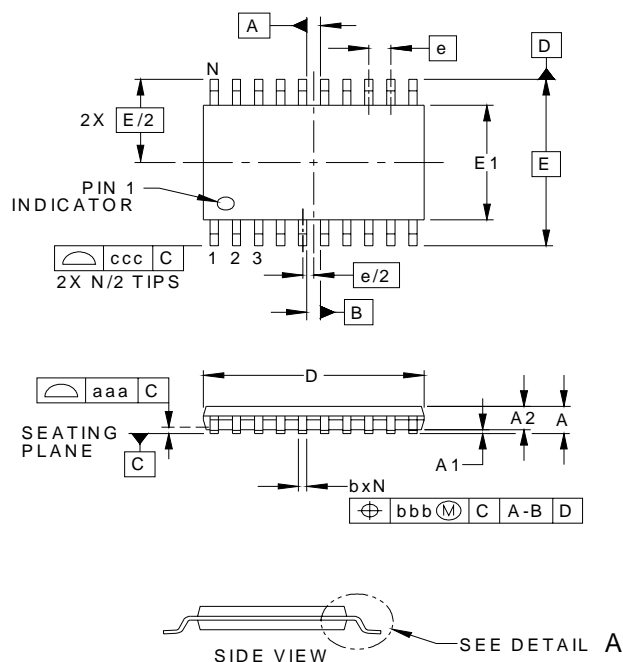 A
e
D
N
2X E/2
E1
E
PIN 1
INDICATOR
ccc C
1 2 3
2X N/2 TIPS
e/2
B
D
aaa C
A2
A
SEATING
PLANE
C
A1
bxN
bbb M C A-B D
SIDE VIEW
SEE DETAIL A